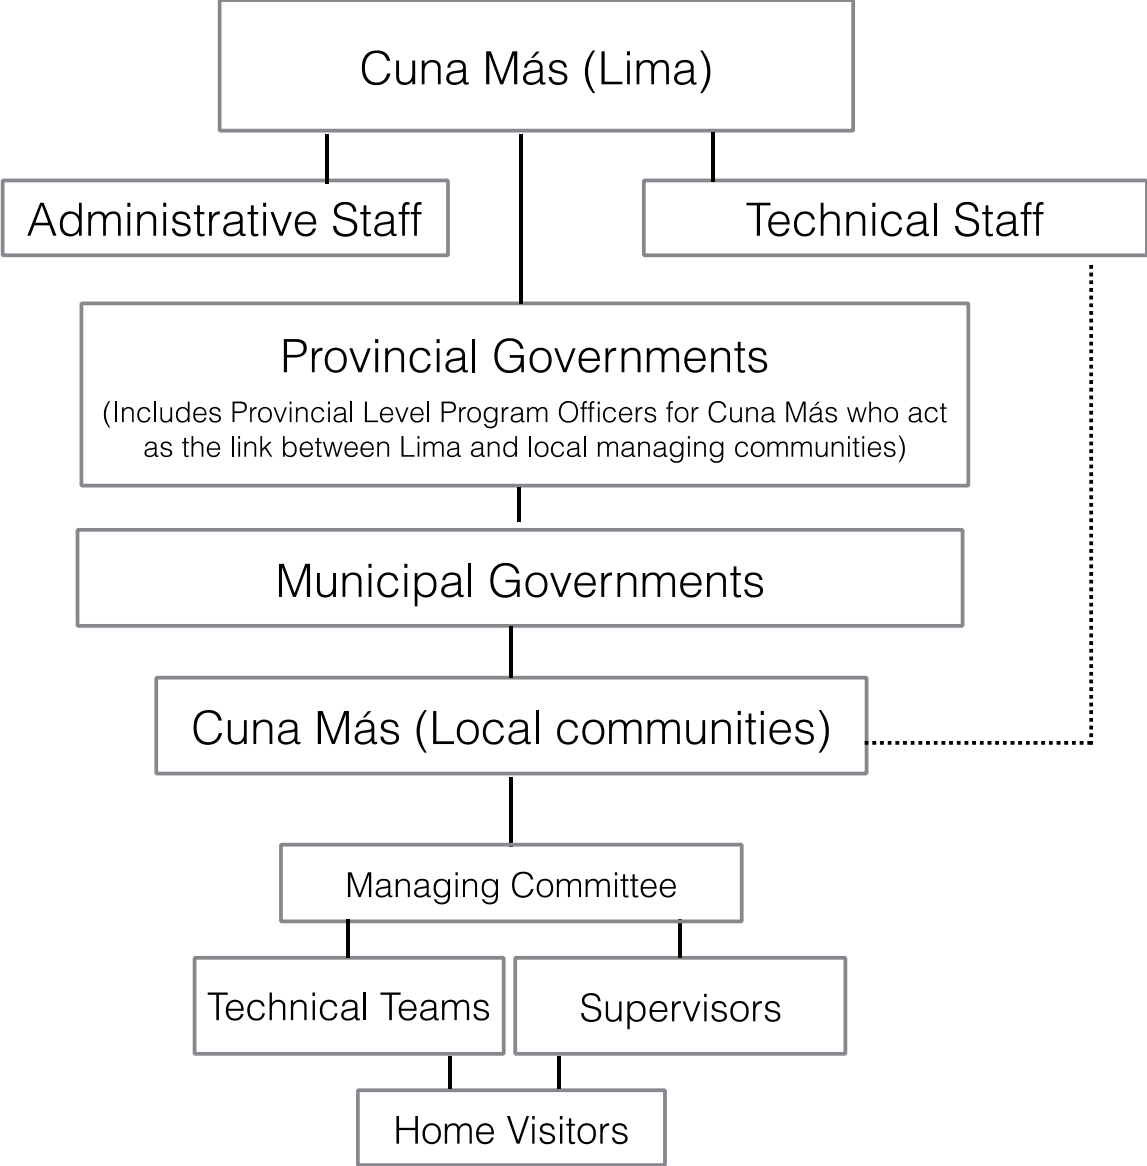 Cuna Más (Lima)
Administrative Staff
Technical Staff
Provincial Governments
(Includes Provincial Level Program Officers for Cuna Más who act
as the link between Lima and local managing communities)
Municipal Governments
Cuna Más (Local communities)
Managing Committee
Technical Teams
Supervisors
Home Visitors